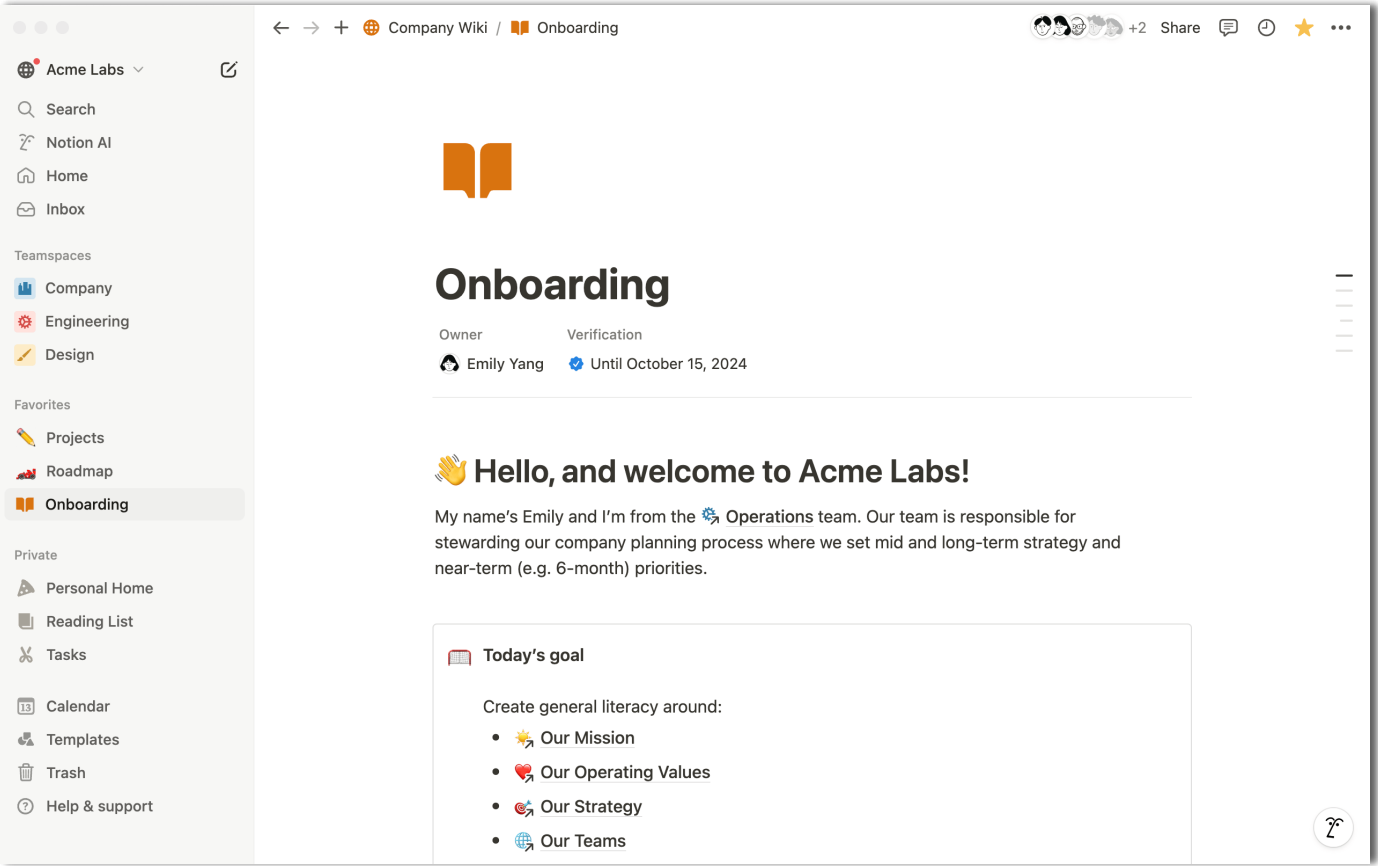 Company Wiki / Onboarding
+2 Share
Acme Labs
Search
Notion AI
Home
Inbox
Teamspaces
Company
Engineering
Design
Favorites
Projects
Roadmap
Onboarding
Private
Personal Home
Reading List
Tasks
13 Calendar
Templates
Trash
Help & support
Onboarding
Owner Verification
Emily Yang Until October 15, 2024
👋 Hello, and welcome to Acme Labs!
My name’s Emily and I’m from the Operations team. Our team is responsible for
stewarding our company planning process where we set mid and long-term strategy and
near-term (e.g. 6-month) priorities.
Today’s goal
Create general literacy around:
• Our Mission
• Our Operating Values
• Our Strategy
• Our Teams